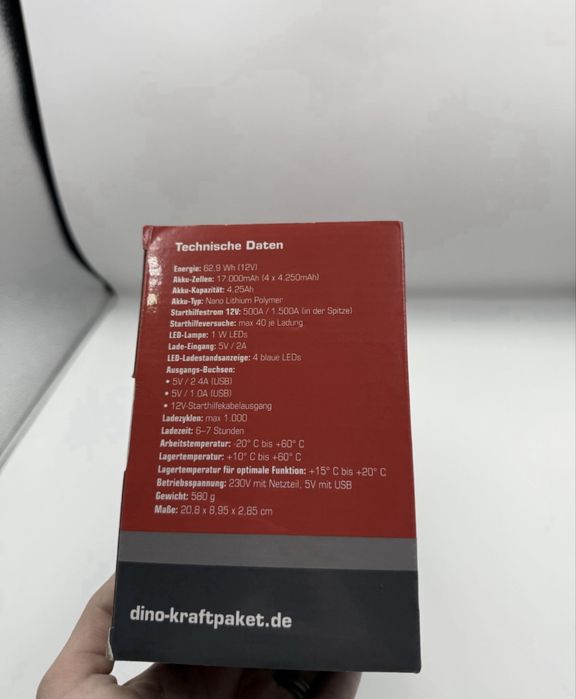 Technische Daten
Energie: 62.9 Wh (12V)
Akku-Zellen: 17.000mAh (4 x 4.250mAh)
Akku-Kapazität: 4.25Ah
Akku-Typ: Nano Lithium Polymer
Starthilfestrom 12V: 500A / 1.500A (in der Spitze)
Starthilfeversuche: max 40 je Ladung
LED-Lampe: 1 W LEDs
Lade-Eingang: 5V / 2A
LED-Ladestandsanzeige: 4 blaue LEDs
Ausgangs-Buchsen:
• 5V / 2.4A (USB)
• 5V / 1.0A (USB)
• 12V-Starthilfekabelausgang
Ladezyklen: max 1.000
Ladezeit: 6–7 Stunden
Arbeitstemperatur: -20° C bis +60° C
Lagertemperatur: +10° C bis +60° C
Lagertemperatur für optimale Funktion: +15° C bis +20° C
Betriebsspannung: 230V mit Netzteil, 5V mit USB
Gewicht: 580 g
Maße: 20,8 x 8,95 x 2,85 cm
dino-kraftpaket.de